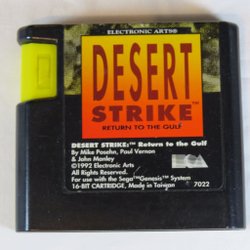 ELECTRONIC ARTS®
DESERT
STRIKE™
RETURN TO THE GULF
DESERT STRIKE:™ Return to the Gulf
By Mike Posehn, Paul Vernon
& John Manley
©1992 Electronic Arts
All Rights Reserved
For use with the Sega™Genesis™ System
16-BIT CARTRIDGE, Made in Taiwan
7022